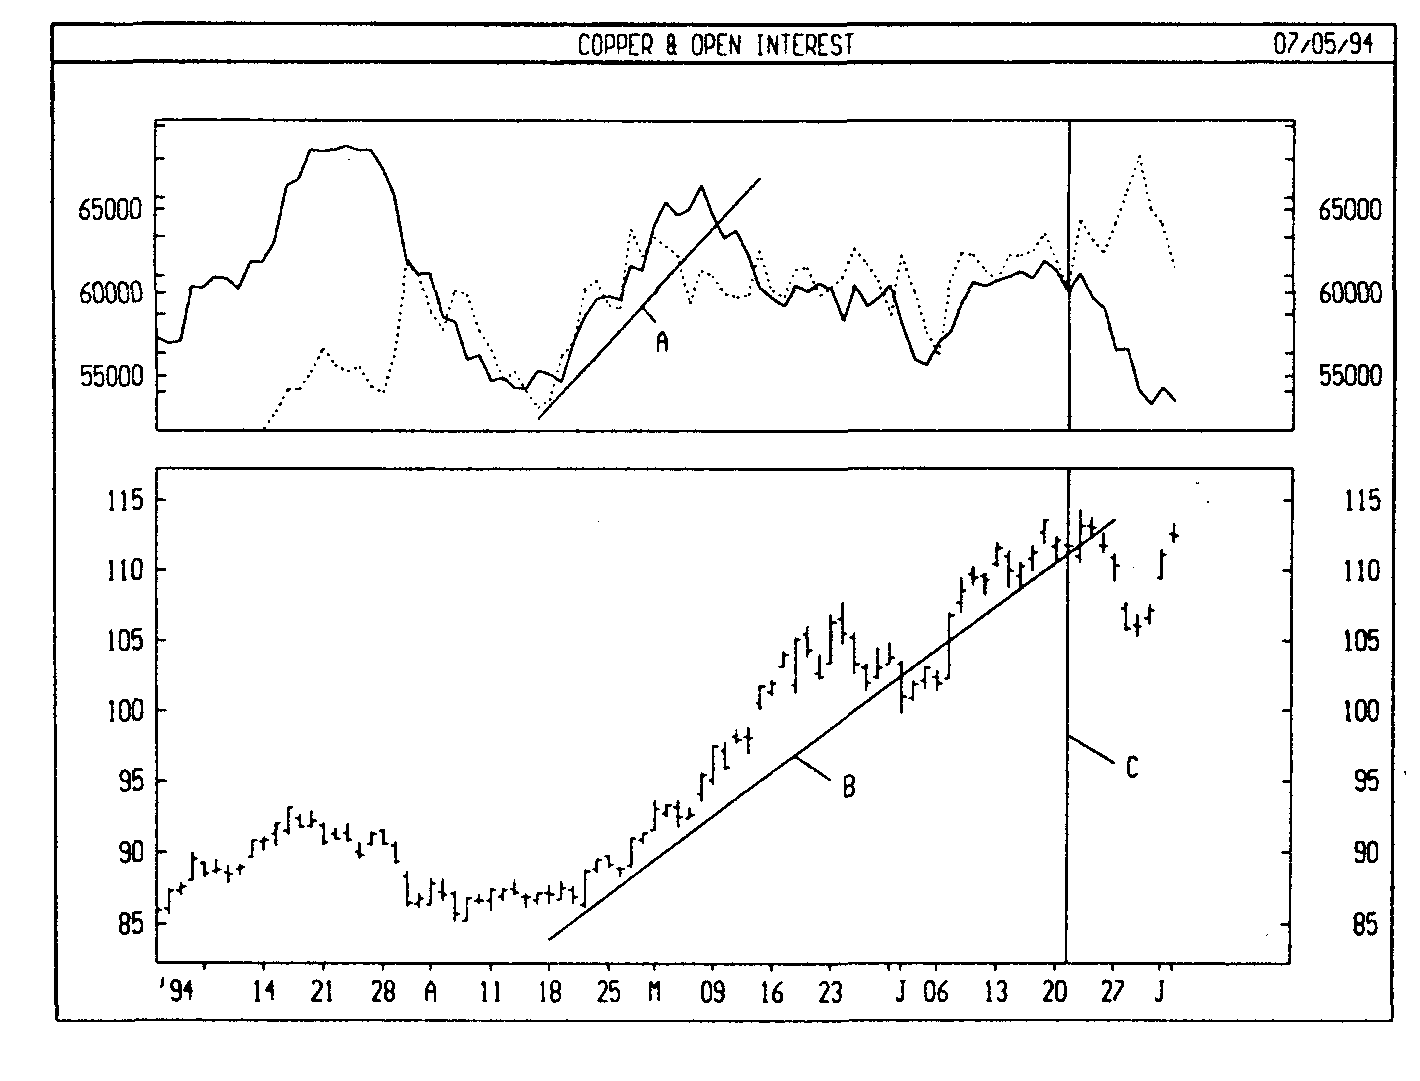 COPPER & OPEN INTEREST 07/05/94
65000 65000
60000 60000
A
55000 55000
115 115
110 110
105 105
100 100
C
95 95
B
90 90
85 85
'94 14 21 28 A 11 18 25 M 09 16 23 J 06 13 20 27 J